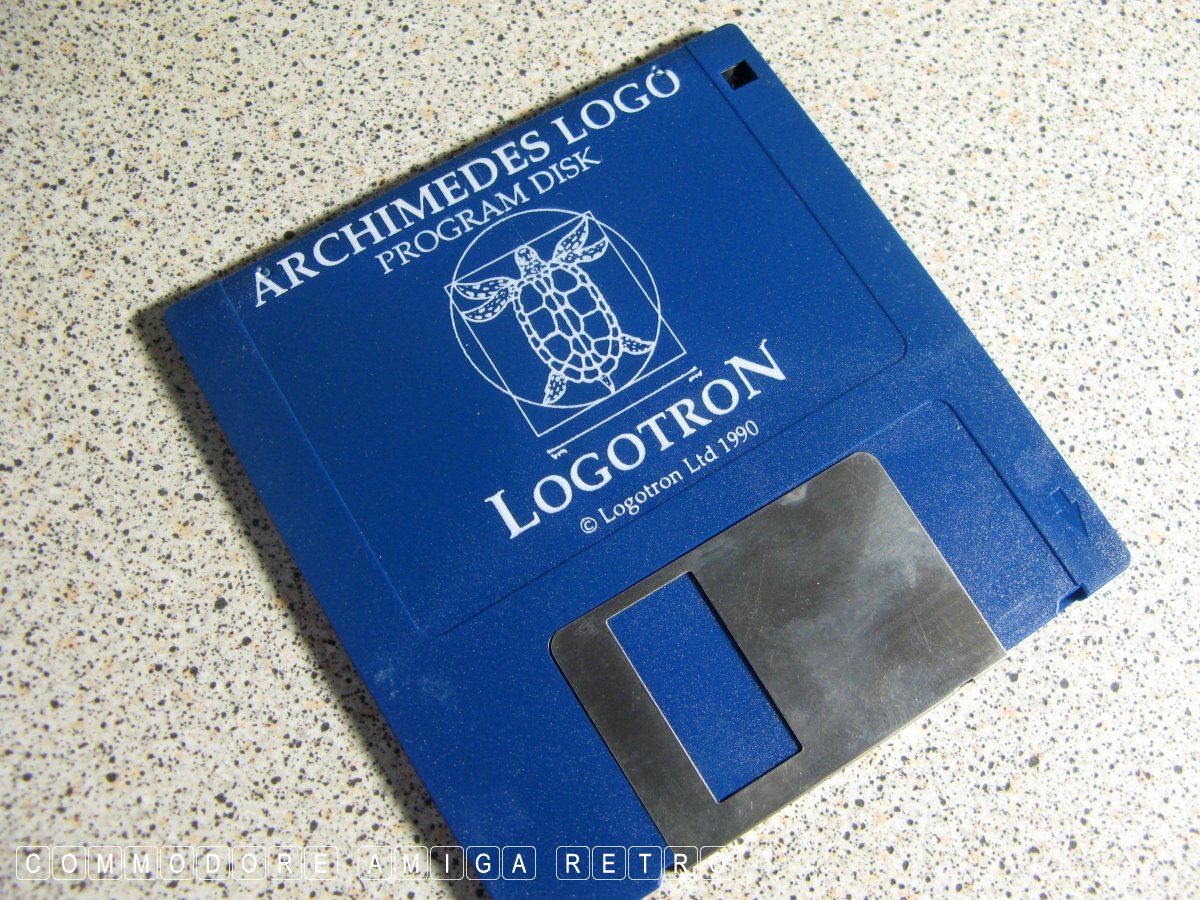 ARCHIMEDES LOGO
PROGRAM DISK
LOGOTRON
© Logotron Ltd 1990
COMMODORE AMIGA RETRO